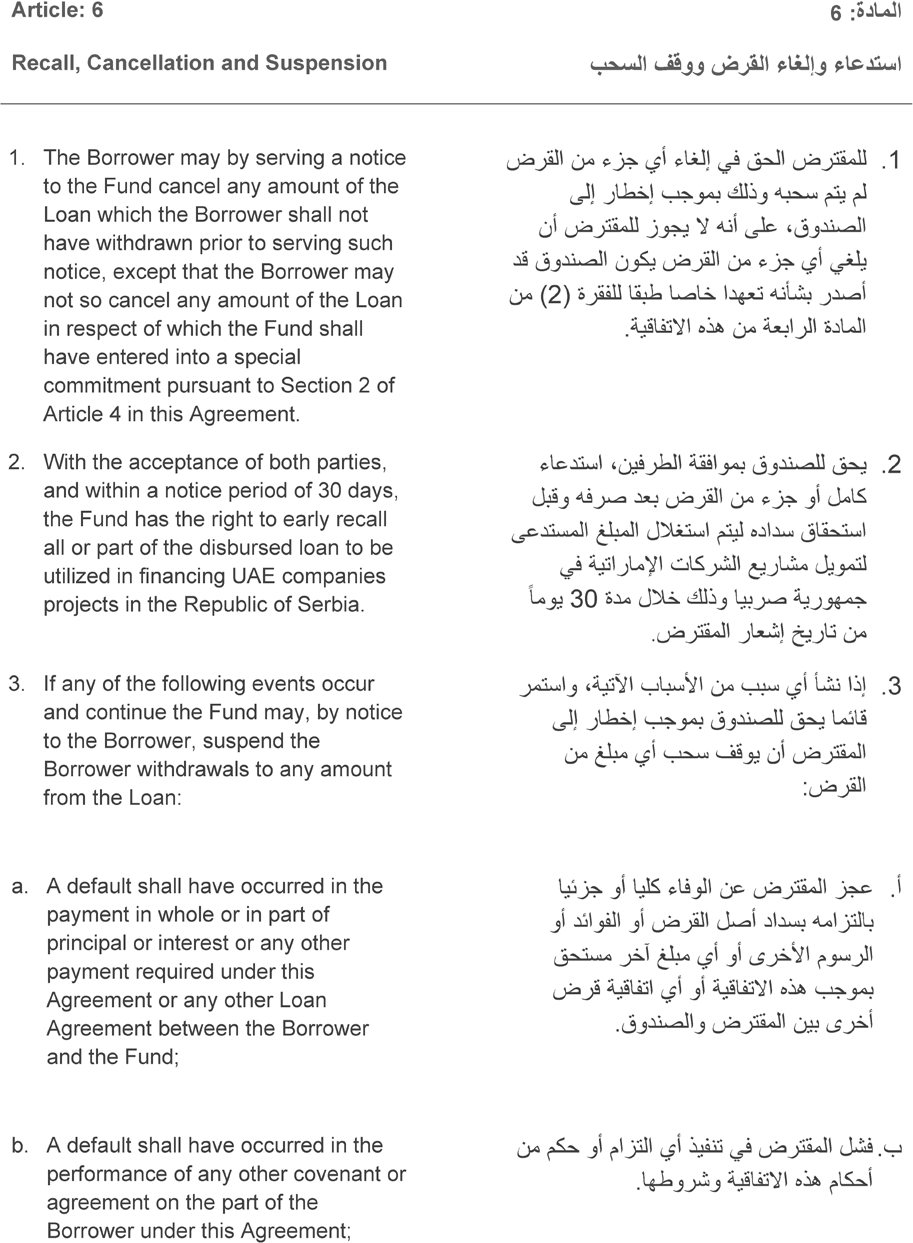 Article: 6
Recall, Cancellation and Suspension
1. The Borrower may by serving a notice
to the Fund cancel any amount of the
Loan which the Borrower shall not
have withdrawn prior to serving such
notice, except that the Borrower may
not so cancel any amount of the Loan
in respect of which the Fund shall
have entered into a special
commitment pursuant to Section 2 of
Article 4 in this Agreement.
2. With the acceptance of both parties,
and within a notice period of 30 days,
the Fund has the right to early recall
all or part of the disbursed loan to be
utilized in financing UAE companies
projects in the Republic of Serbia.
3. If any of the following events occur
and continue the Fund may, by notice
to the Borrower, suspend the
Borrower withdrawals to any amount
from the Loan:
a. A default shall have occurred in the
payment in whole or in part of
principal or interest or any other
payment required under this
Agreement or any other Loan
Agreement between the Borrower
and the Fund;
b. A default shall have occurred in the
performance of any other covenant or
agreement on the part of the
Borrower under this Agreement;
المادة: 6
استدعاء وإلغاء القرض ووقف السحب
1. للمقترض الحق في إلغاء أي جزء من القرض
لم يتم سحبه وذلك بموجب إخطار إلى
الصندوق، على أنه لا يجوز للمقترض أن
يلغي أي جزء من القرض يكون الصندوق قد
أصدر بشأنه تعهدا خاصا طبقا للفقرة (2) من
المادة الرابعة من هذه الاتفاقية.
2. يحق للصندوق بموافقة الطرفين، استدعاء
كامل أو جزء من القرض بعد صرفه وقبل
استحقاق سداده ليتم استغلال المبلغ المستدعى
لتمويل مشاريع الشركات الإماراتية في
جمهورية صربيا وذلك خلال مدة 30 يوماً
من تاريخ إشعار المقترض.
3. إذا نشأ أي سبب من الأسباب الآتية، واستمر
قائما يحق للصندوق بموجب إخطار إلى
المقترض أن يوقف سحب أي مبلغ من
القرض:
أ. عجز المقترض عن الوفاء كليا أو جزئيا
بالتزامه بسداد أصل القرض أو الفوائد أو
الرسوم الأخرى أو أي مبلغ آخر مستحق
بموجب هذه الاتفاقية أو أي اتفاقية قرض
أخرى بين المقترض والصندوق.
ب. فشل المقترض في تنفيذ أي التزام أو حكم من
أحكام هذه الاتفاقية وشروطها.